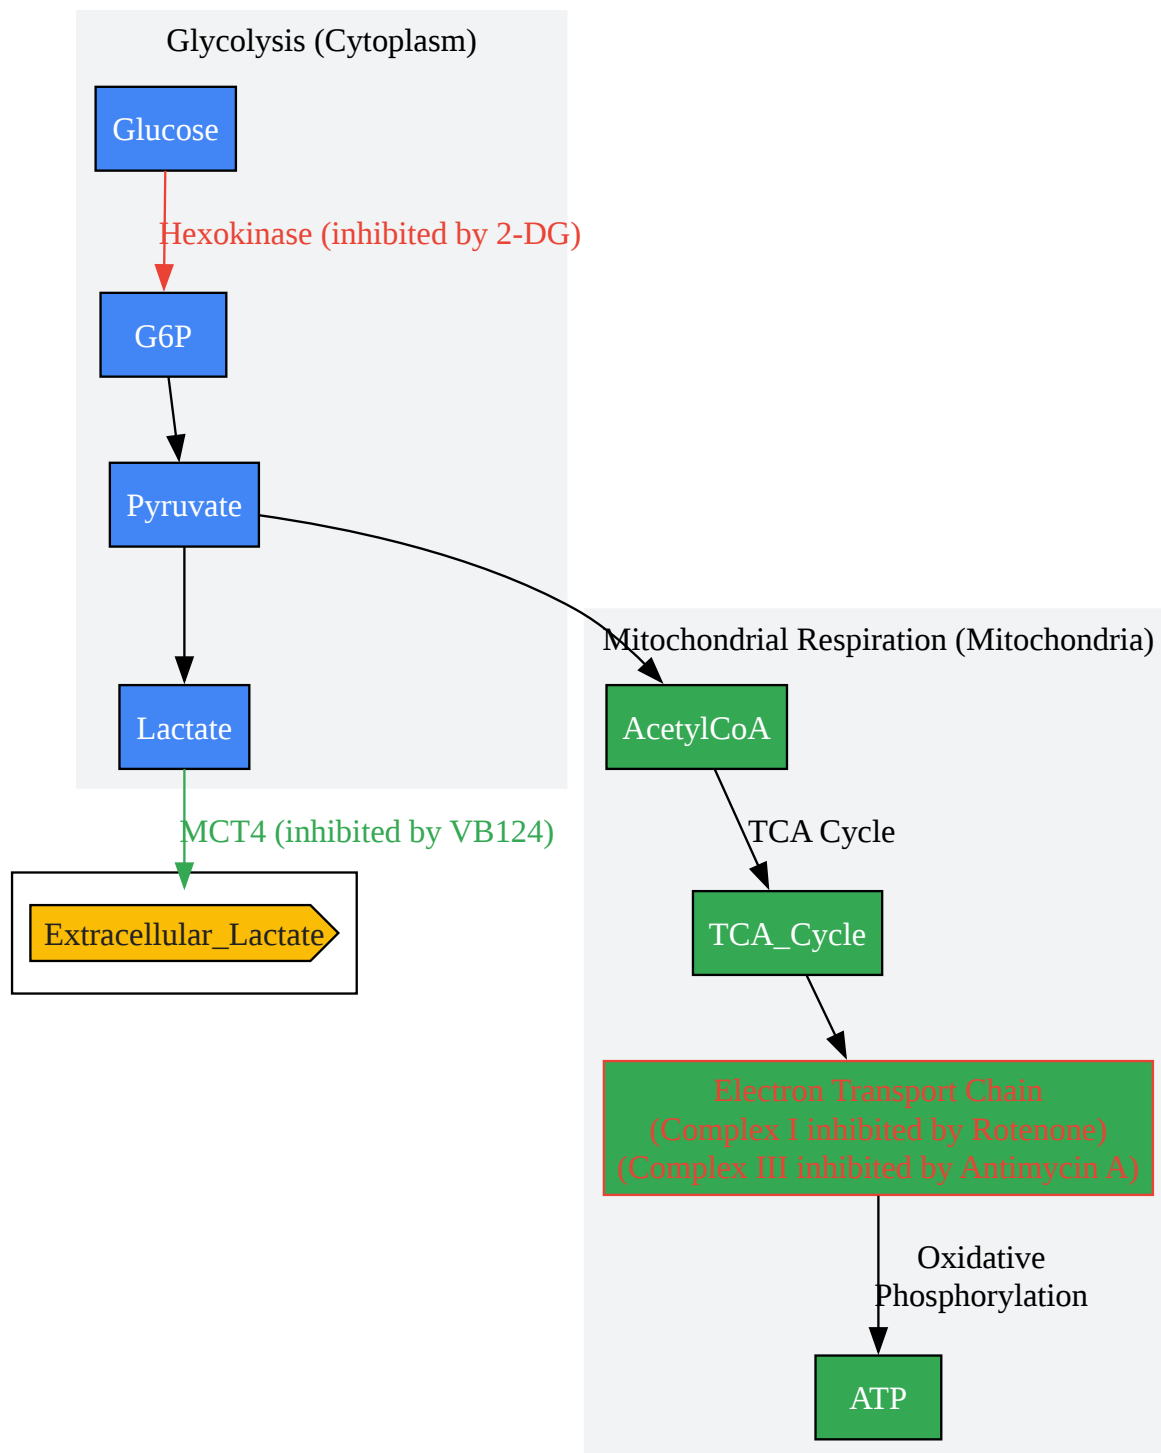 Glycolysis (Cytoplasm)
Glucose
Hexokinase (inhibited by 2-DG)
G6P
Pyruvate
Lactate
MCT4 (inhibited by VB124)
Extracellular_Lactate
Mitochondrial Respiration (Mitochondria)
AcetylCoA
TCA Cycle
TCA_Cycle
Electron Transport Chain
(Complex I inhibited by Rotenone)
(Complex III inhibited by Antimycin A)
Oxidative
Phosphorylation
ATP